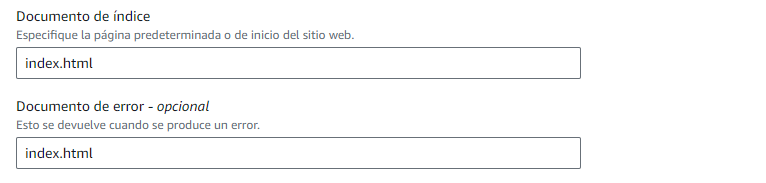 Documento de índice
Especifique la página predeterminada o de inicio del sitio web.
index.html
Documento de error - opcional
Esto se devuelve cuando se produce un error.
index.html